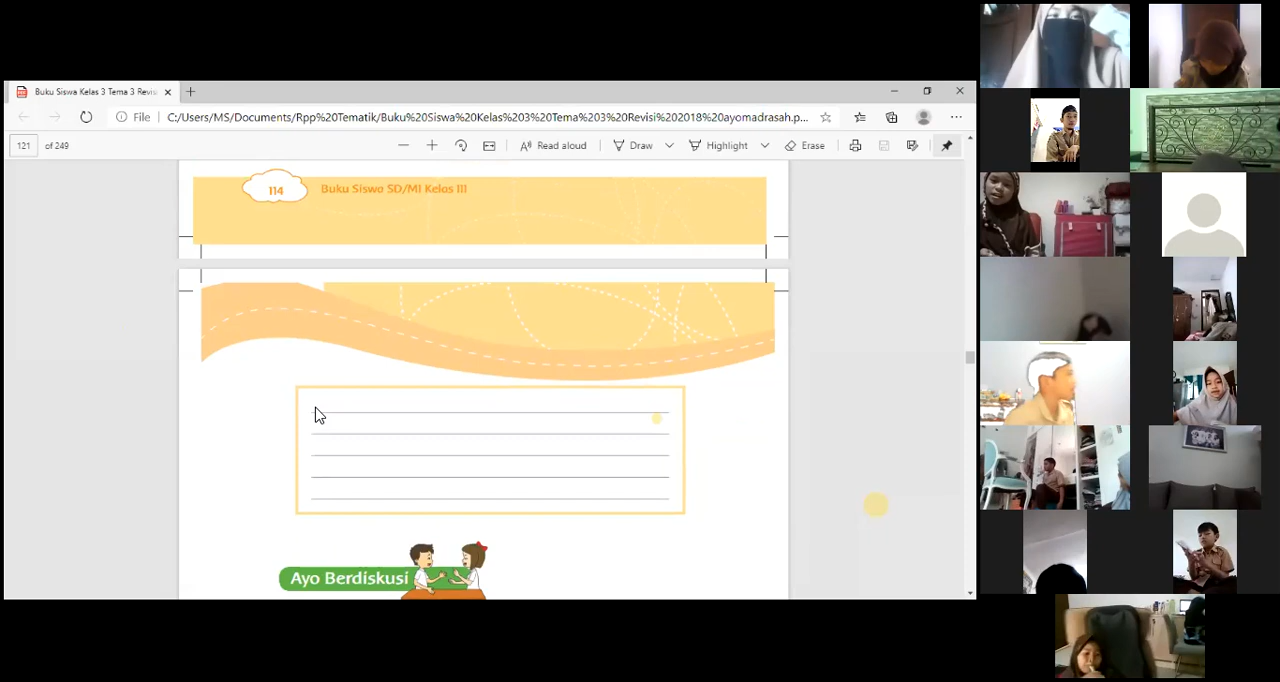 Buku Siswa Kelas 3 Tema 3 Revisi
File
C:/Users/MS/Documents/Rpp%20Tematik/Buku%20Siswa%20Kelas%203%20Tema%203%20Revisi%202018%20ayomadrasah.p...
121 of 249
Read aloud
Draw
Highlight
Erase
114
Buku Siswa SD/MI Kelas III
Ayo Berdiskusi